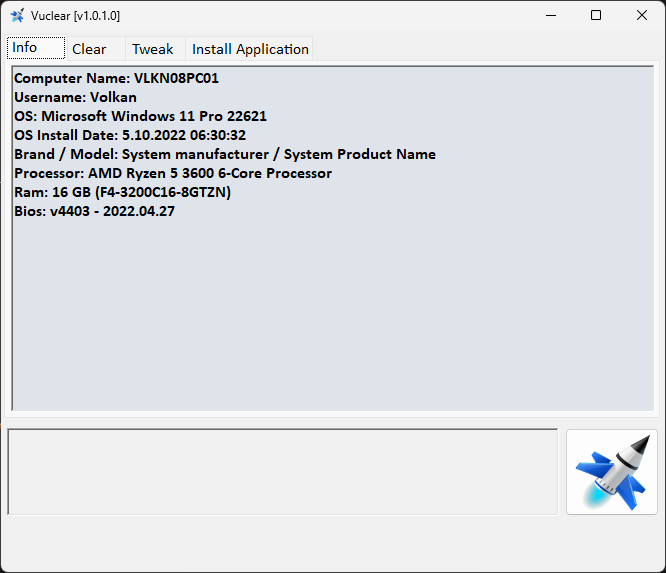 Vuclear [v1.0.1.0]
Info Clear Tweak Install Application
Computer Name: VLKN08PC01
Username: Volkan
OS: Microsoft Windows 11 Pro 22621
OS Install Date: 5.10.2022 06:30:32
Brand / Model: System manufacturer / System Product Name
Processor: AMD Ryzen 5 3600 6-Core Processor
Ram: 16 GB (F4-3200C16-8GTZN)
Bios: v4403 - 2022.04.27